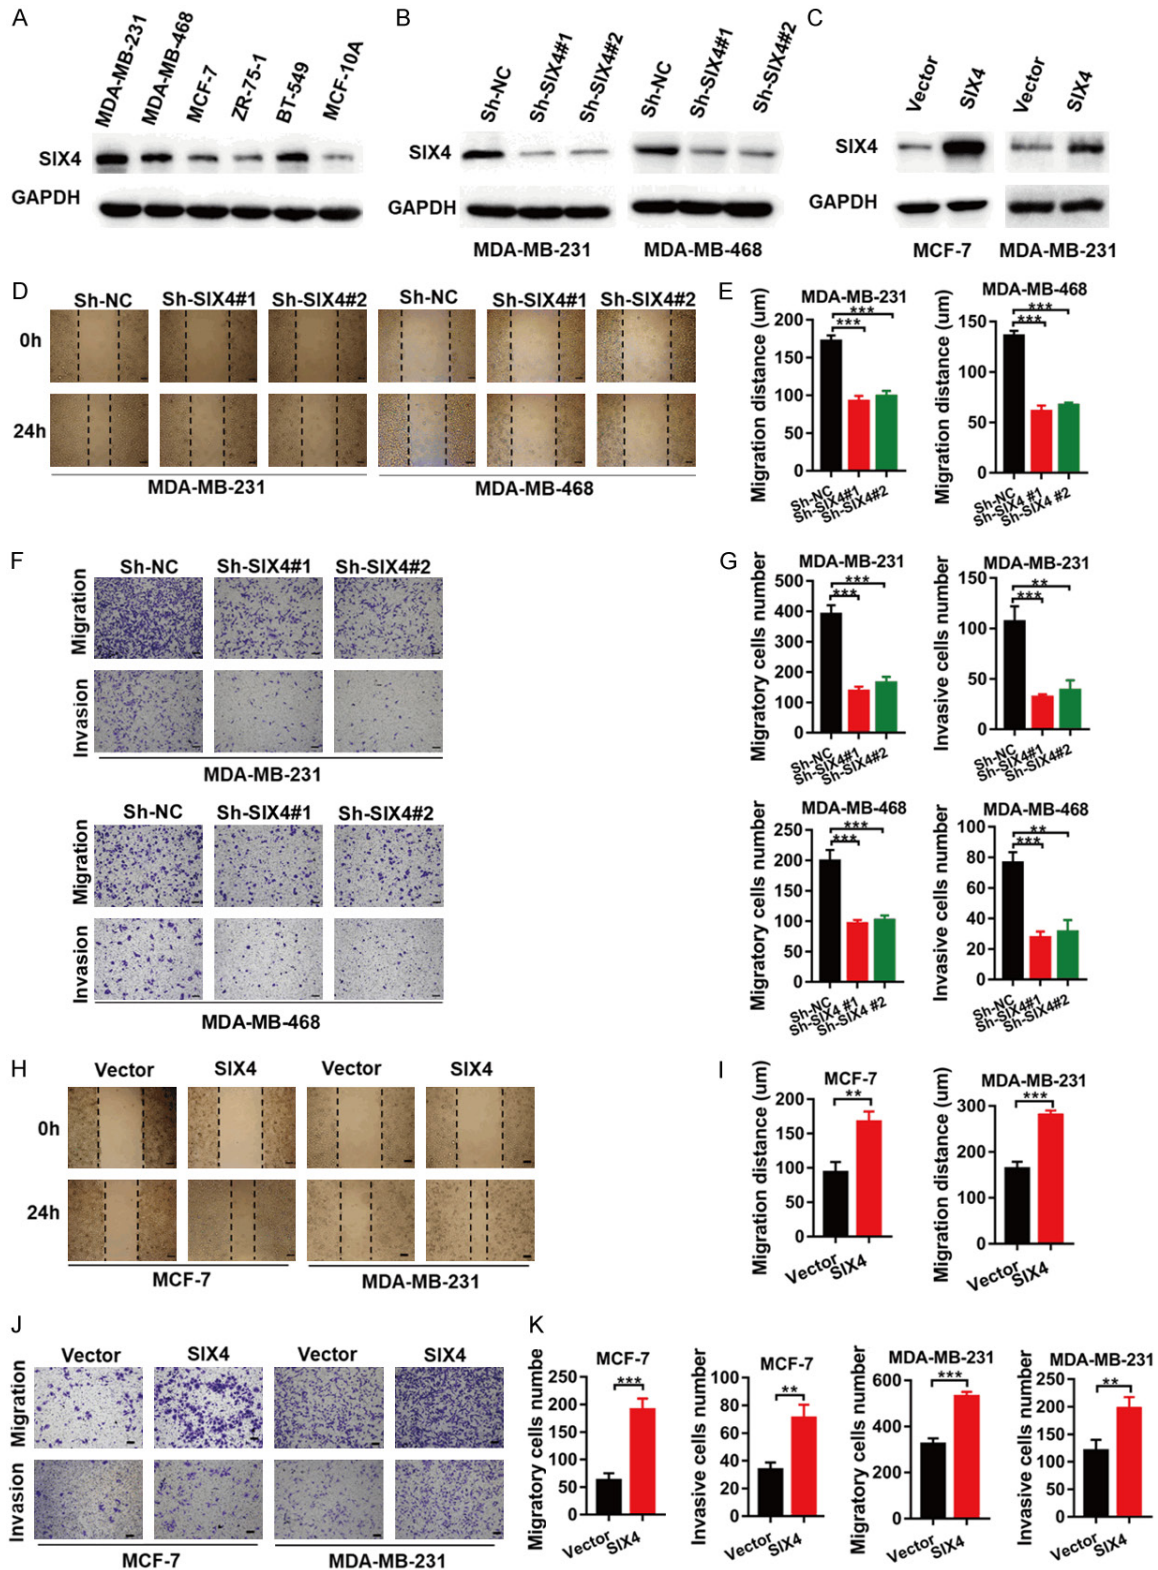 A
MDA-MB-231 MDA-MB-468 MCF-7 ZR-75-1 BT-549 MCF-10A
SIX4
GAPDH
B
Sh-NC Sh-SIX4#1 Sh-SIX4#2 Sh-NC Sh-SIX4#1 Sh-SIX4#2
SIX4
GAPDH
MDA-MB-231 MDA-MB-468
C
Vector SIX4 Vector SIX4
SIX4
GAPDH
MCF-7 MDA-MB-231
D
Sh-NC Sh-SIX4#1 Sh-SIX4#2 Sh-NC Sh-SIX4#1 Sh-SIX4#2
0h
24h
MDA-MB-231 MDA-MB-468
E
MDA-MB-231
Migration distance (um)
200
150
100
50
0
***
***
Sh-NC
Sh-SIX4#1
Sh-SIX4#2
MDA-MB-468
Migration distance (um)
150
100
50
0
***
***
Sh-NC
Sh-SIX4 #1
Sh-SIX4 #2
F
Sh-NC Sh-SIX4#1 Sh-SIX4#2
Migration
Invasion
MDA-MB-231
Sh-NC Sh-SIX4#1 Sh-SIX4#2
Migration
Invasion
MDA-MB-468
G
MDA-MB-231
Migratory cells number
500
400
300
200
100
0
***
***
Sh-NC
Sh-SIX4#1
Sh-SIX4#2
MDA-MB-231
Invasive cells number
150
100
50
0
**
***
Sh-NC
Sh-SIX4#1
Sh-SIX4#2
MDA-MB-468
Migratory cells number
250
200
150
100
50
0
***
***
Sh-NC
Sh-SIX4 #1
Sh-SIX4 #2
MDA-MB-468
Invasive cells number
100
80
60
40
20
0
**
***
Sh-NC
Sh-SIX4 #1
Sh-SIX4 #2
H
Vector SIX4 Vector SIX4
0h
24h
MCF-7 MDA-MB-231
I
MCF-7
Migration distance (um)
200
150
100
50
0
**
Vector
SIX4
MDA-MB-231
Migration distance (um)
300
200
100
0
***
Vector
SIX4
J
Vector SIX4 Vector SIX4
Migration
Invasion
MCF-7 MDA-MB-231
K
MCF-7
Migratory cells numbe
250
200
150
100
50
0
***
Vector
SIX4
MCF-7
Invasive cells number
80
60
40
20
0
**
Vector
SIX4
MDA-MB-231
Migratory cells number
600
400
200
0
***
Vector
SIX4
MDA-MB-231
Invasive cells number
250
200
150
100
50
0
**
Vector
SIX4